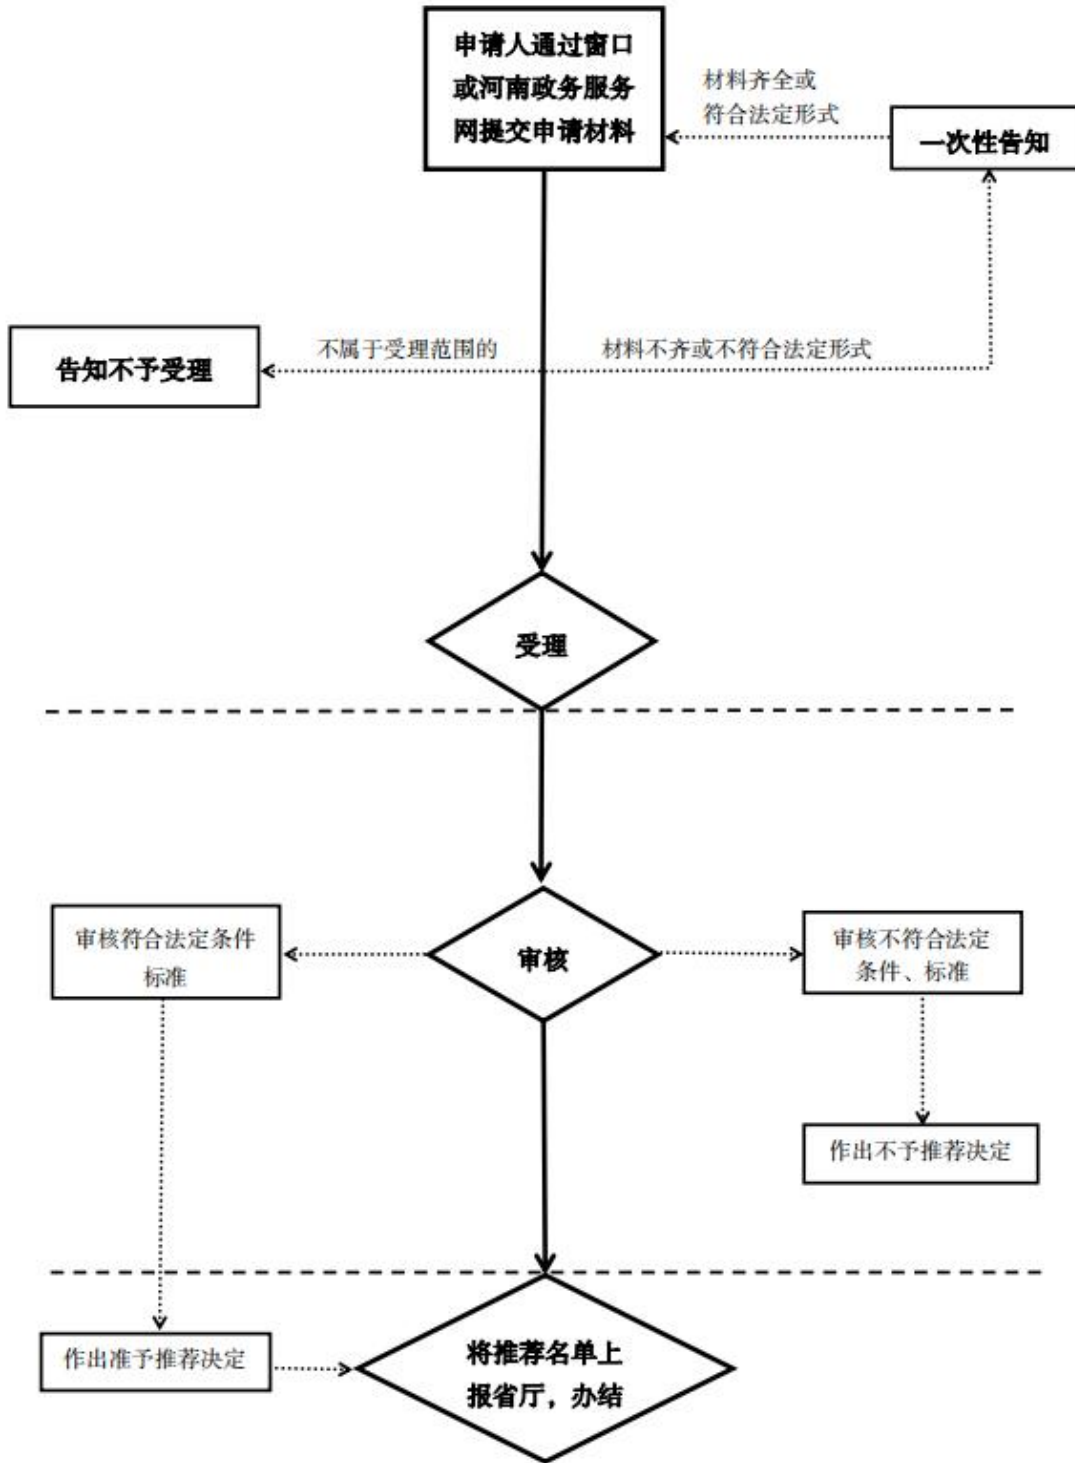 申请人通过窗口
或河南政务服务
网提交申请材料
材料齐全或
符合法定形式
一次性告知
告知不予受理
不属于受理范围的
材料不齐或不符合法定形式
受理
审核符合法定条件
标准
审核
审核不符合法定
条件、标准
作出不予推荐决定
作出准予推荐决定
将推荐名单上
报省厅，办结